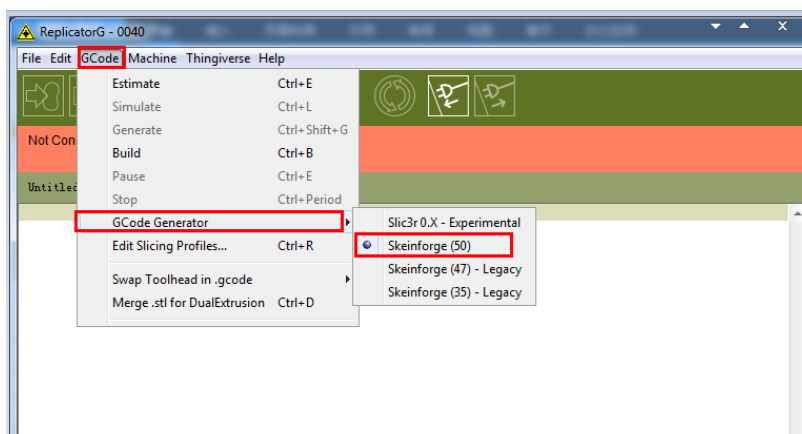 ReplicatorG - 0040
File Edit GCode Machine Thingiverse Help
Estimate Ctrl+E
Simulate Ctrl+L
Generate Ctrl+Shift+G
Not Con
Build Ctrl+B
Pause Ctrl+E
Untitled
Stop Ctrl+Period
GCode Generator
Slic3r 0.X - Experimental
Edit Slicing Profiles... Ctrl+R
Skeinforge (50)
Skeinforge (47) - Legacy
Swap Toolhead in .gcode
Skeinforge (35) - Legacy
Merge .stl for DualExtrusion Ctrl+D